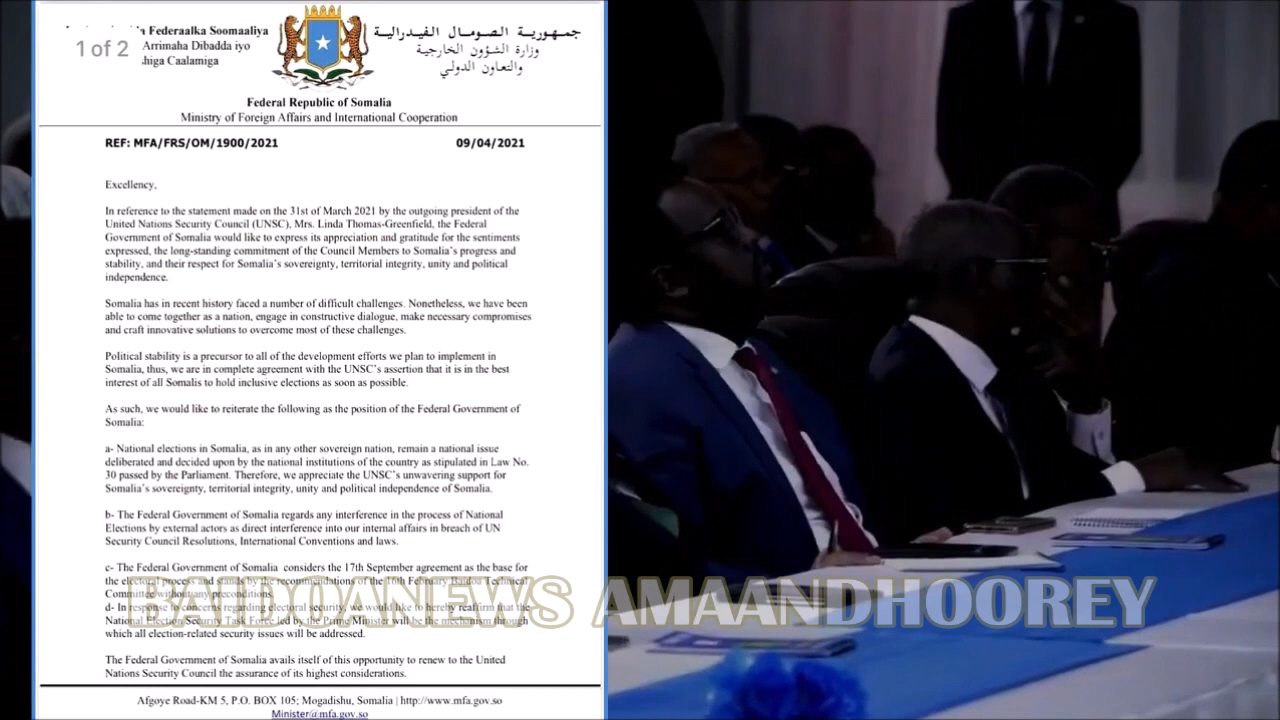 Federaalka Soomaaliya
Arrimaha Dibadda iyo
Caalamiga
1 of 2
جمهورية الصومال الفيدرالية
وزارة الشؤون الخارجية
والتعاون الدولي
Federal Republic of Somalia
Ministry of Foreign Affairs and International Cooperation
REF: MFA/FRS/OM/1900/2021 09/04/2021
Excellency,
In reference to the statement made on the 31st of March 2021 by the outgoing president of the
United Nations Security Council (UNSC), Mrs. Linda Thomas-Greenfield, the Federal
Government of Somalia would like to express its appreciation and gratitude for the sentiments
expressed, the long-standing commitment of the Council Members to Somalia's progress and
stability, and their respect for Somalia's sovereignty, territorial integrity, unity and political
independence.
Somalia has in recent history faced a number of difficult challenges. Nonetheless, we have been
able to come together as a nation, engage in constructive dialogue, make necessary compromises
and craft innovative solutions to overcome most of these challenges.
Political stability is a precursor to all of the development efforts we plan to implement in
Somalia, thus, we are in complete agreement with the UNSC's assertion that it is in the best
interest of all Somalis to hold inclusive elections as soon as possible.
As such, we would like to reiterate the following as the position of the Federal Government of
Somalia:
a- National elections in Somalia, as in any other sovereign nation, remain a national issue
deliberated and decided upon by the national institutions of the country as stipulated in Law No.
30 passed by the Parliament. Therefore, we appreciate the UNSC's unwavering support for
Somalia's sovereignty, territorial integrity, unity and political independence of Somalia.
b- The Federal Government of Somalia regards any interference in the process of National
Elections by external actors as direct interference into our internal affairs in breach of UN
Security Council Resolutions, International Conventions and laws.
c- The Federal Government of Somalia considers the 17th September agreement as the base for
the electoral process and stands by the recommendations of the 16th February Baidoa Technical
Committee without any preconditions.
d- In response to concerns regarding electoral security, we would like to hereby reaffirm that the
National Election Security Task Force led by the Prime Minister will be the mechanism through
which all election-related security issues will be addressed.
The Federal Government of Somalia avails itself of this opportunity to renew to the United
Nations Security Council the assurance of its highest considerations.
Afgoye Road-KM 5, P.O. BOX 105; Mogadishu, Somalia | http://www.mfa.gov.so
Minister@mfa.gov.so
AMAANDHOOREY